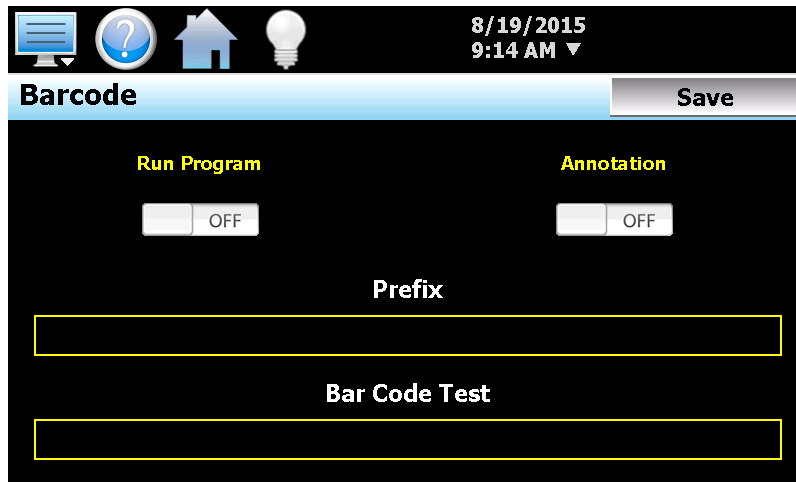 ?
8/19/2015
9:14 AM ▼
Barcode
Save
Run Program
Annotation
OFF
OFF
Prefix
Bar Code Test